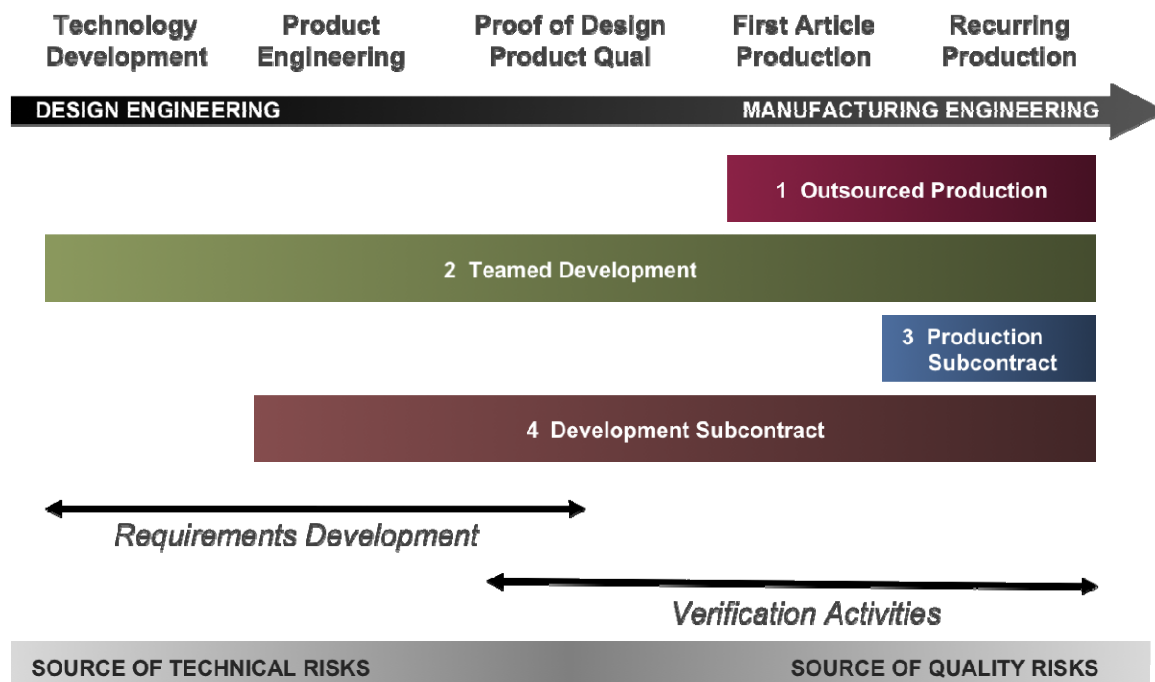 Technology Development
Product Engineering
Proof of Design Product Qual
First Article Production
Recurring Production
DESIGN ENGINEERING
MANUFACTURING ENGINEERING
1 Outsourced Production
2 Teamed Development
3 Production
Subcontract
4 Development Subcontract
Requirements Development
Verification Activities
SOURCE OF TECHNICAL RISKS
SOURCE OF QUALITY RISKS